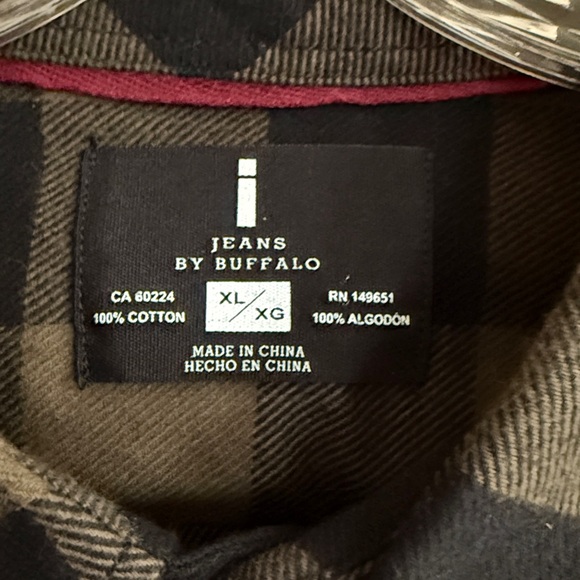 i
JEANS
BY BUFFALO
CA 60224
100% COTTON
XL/XG
RN 149651
100% ALGODÓN
MADE IN CHINA
HECHO EN CHINA